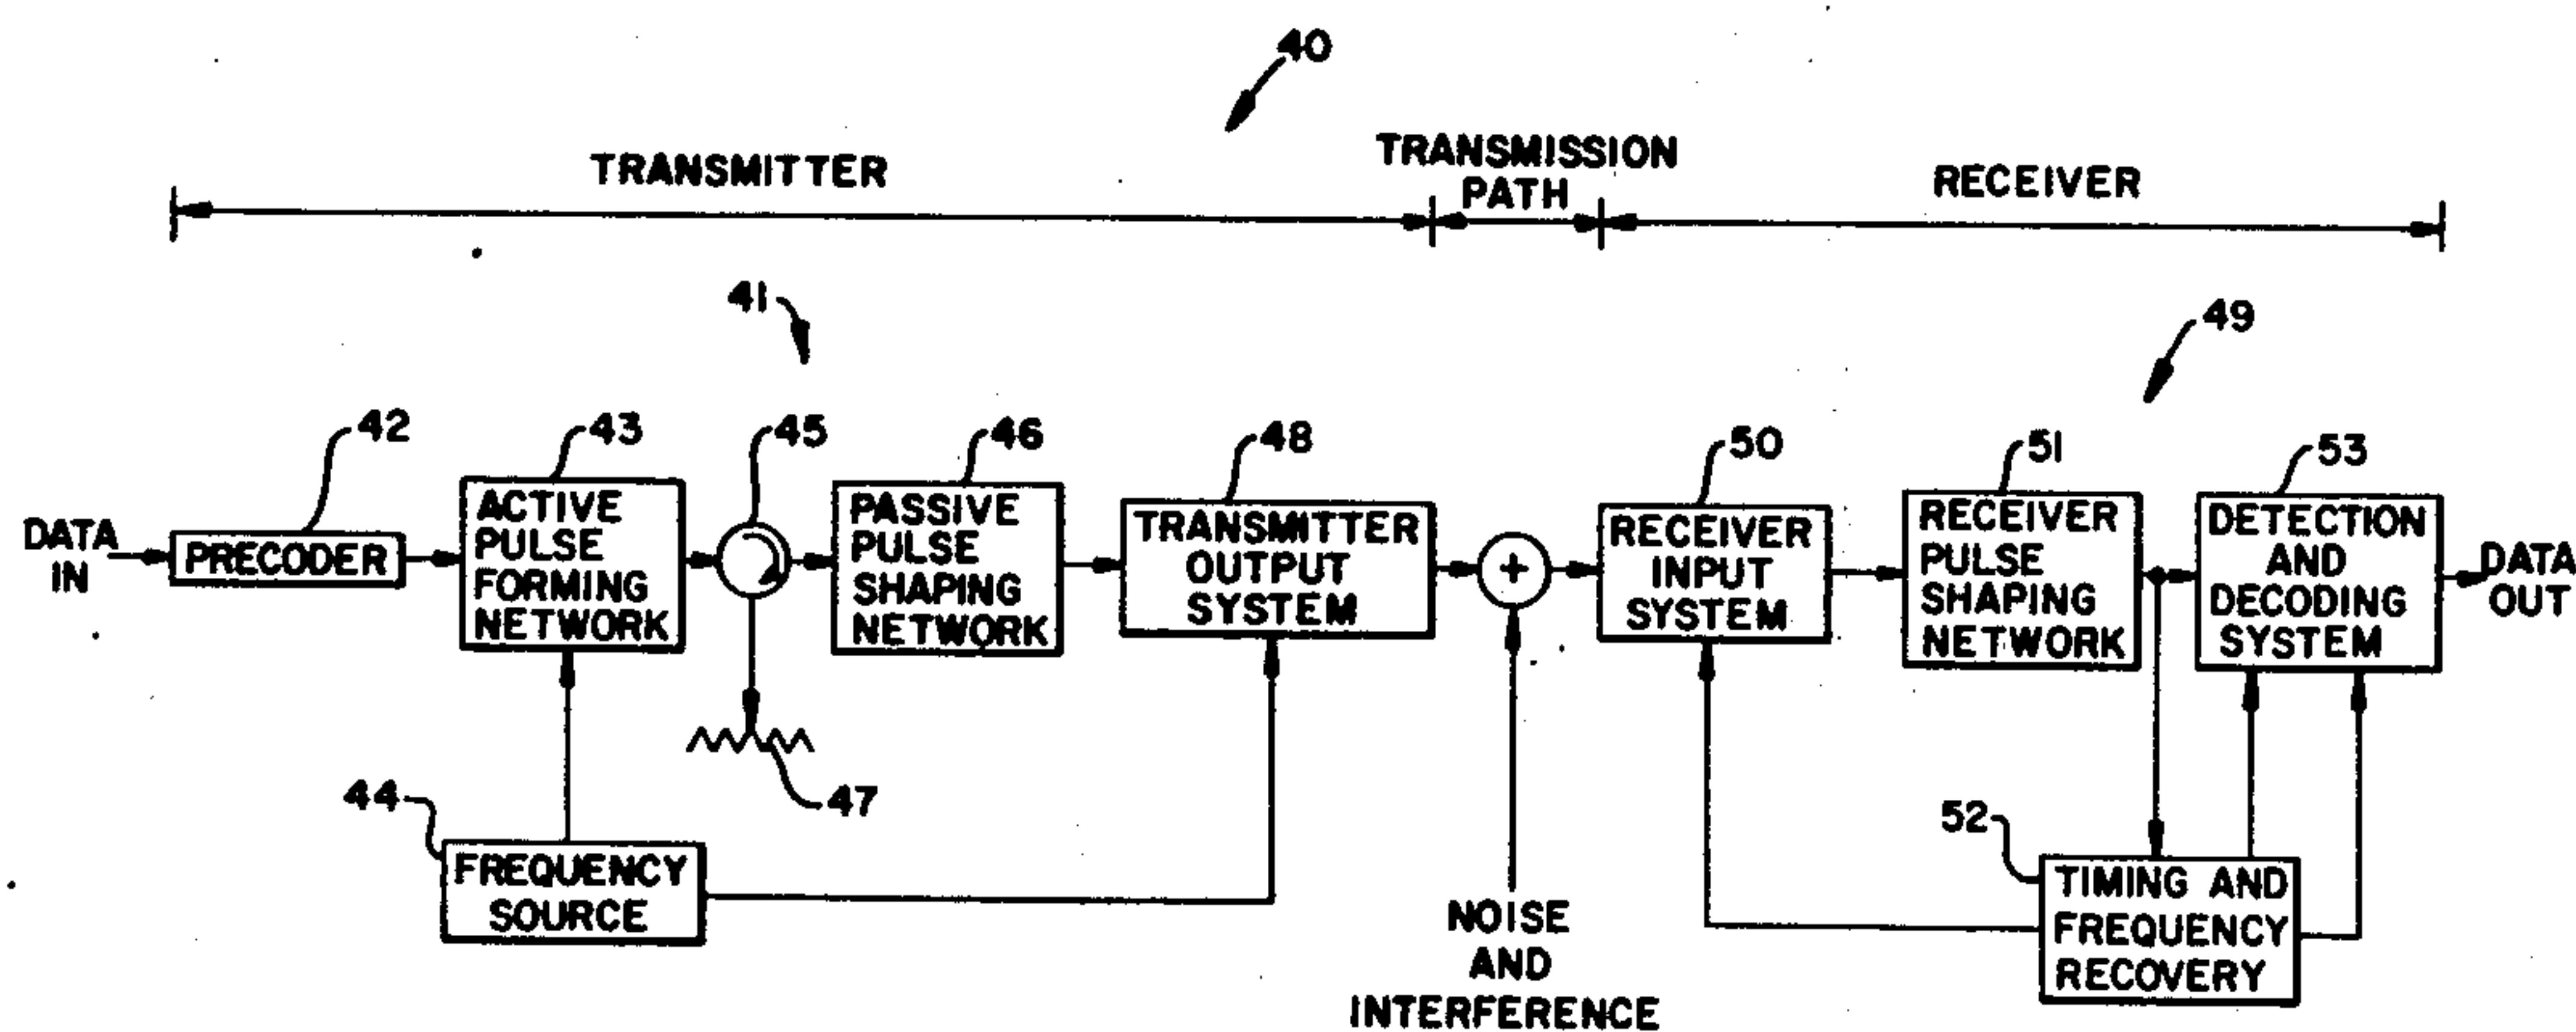 40
TRANSMITTER
TRANSMISSION
PATH
RECEIVER
41
49
42
43
45
46
48
50
51
53
DATA
IN
PRECODER
ACTIVE
PULSE
FORMING
NETWORK
PASSIVE
PULSE
SHAPING
NETWORK
TRANSMITTER
OUTPUT
SYSTEM
+
RECEIVER
INPUT
SYSTEM
RECEIVER
PULSE
SHAPING
NETWORK
DETECTION
AND
DECODING
SYSTEM
DATA
OUT
47
44
FREQUENCY
SOURCE
NOISE
AND
INTERFERENCE
52
TIMING AND
FREQUENCY
RECOVERY